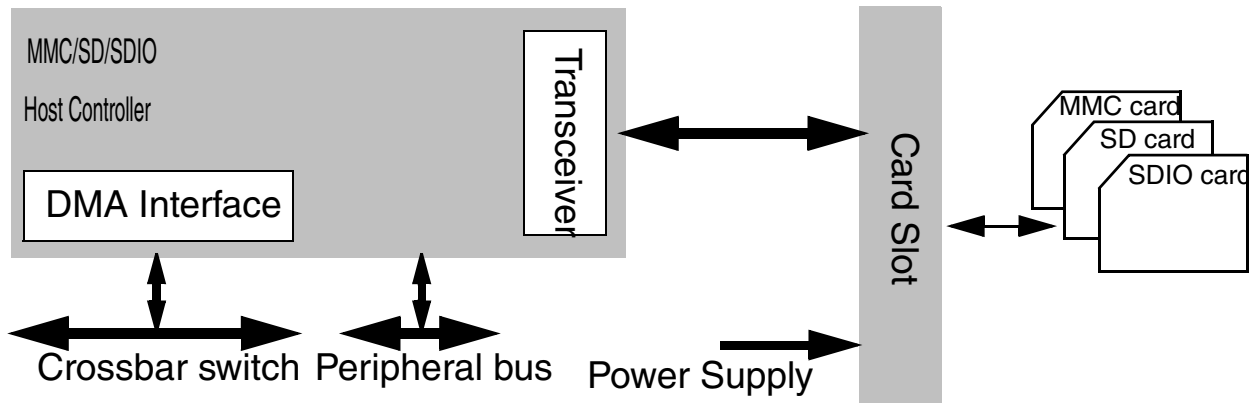 MMC/SD/SDIO
Host Controller
DMA Interface
Transceiver
Card Slot
MMC card
SD card
SDIO card
Crossbar switch
Peripheral bus
Power Supply